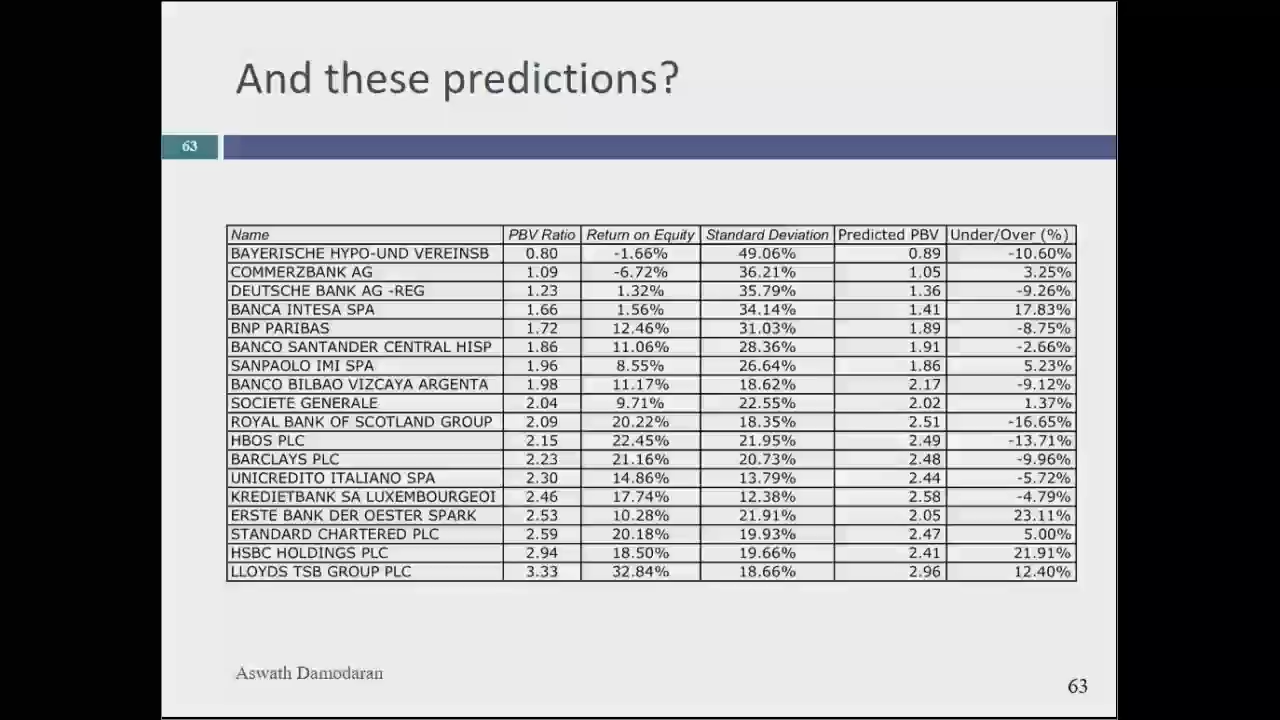 And these predictions?
63
Name PBV Ratio Return on Equity Standard Deviation Predicted PBV Under/Over (%)
BAYERISCHE HYPO-UND VEREINSB 0.80 -1.66% 49.06% 0.89 -10.60%
COMMERZBANK AG 1.09 -6.72% 36.21% 1.05 3.25%
DEUTSCHE BANK AG -REG 1.23 1.32% 35.79% 1.36 -9.26%
BANCA INTESA SPA 1.66 1.56% 34.14% 1.41 17.83%
BNP PARIBAS 1.72 12.46% 31.03% 1.89 -8.75%
BANCO SANTANDER CENTRAL HISP 1.86 11.06% 28.36% 1.91 -2.66%
SANPAOLO IMI SPA 1.96 8.55% 26.64% 1.86 5.23%
BANCO BILBAO VIZCAYA ARGENTA 1.98 11.17% 18.62% 2.17 -9.12%
SOCIETE GENERALE 2.04 9.71% 22.55% 2.02 1.37%
ROYAL BANK OF SCOTLAND GROUP 2.09 20.22% 18.35% 2.51 -16.65%
HBOS PLC 2.15 22.45% 21.95% 2.49 -13.71%
BARCLAYS PLC 2.23 21.16% 20.73% 2.48 -9.96%
UNICREDITO ITALIANO SPA 2.30 14.86% 13.79% 2.44 -5.72%
KREDIETBANK SA LUXEMBOURGEOI 2.46 17.74% 12.38% 2.58 -4.79%
ERSTE BANK DER OESTER SPARK 2.53 10.28% 21.91% 2.05 23.11%
STANDARD CHARTERED PLC 2.59 20.18% 19.93% 2.47 5.00%
HSBC HOLDINGS PLC 2.94 18.50% 19.66% 2.41 21.91%
LLOYDS TSB GROUP PLC 3.33 32.84% 18.66% 2.96 12.40%
Aswath Damodaran
63